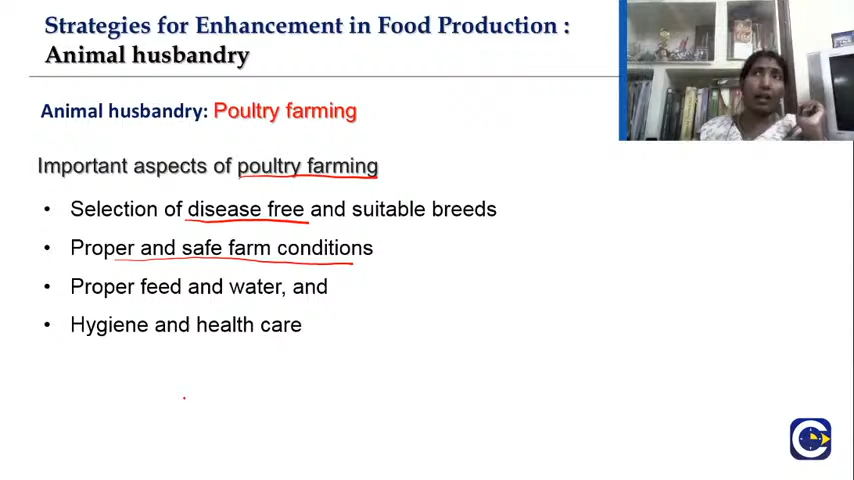 Strategies for Enhancement in Food Production :
Animal husbandry
Animal husbandry: Poultry farming
Important aspects of poultry farming
• Selection of disease free and suitable breeds
• Proper and safe farm conditions
• Proper feed and water, and
• Hygiene and health care